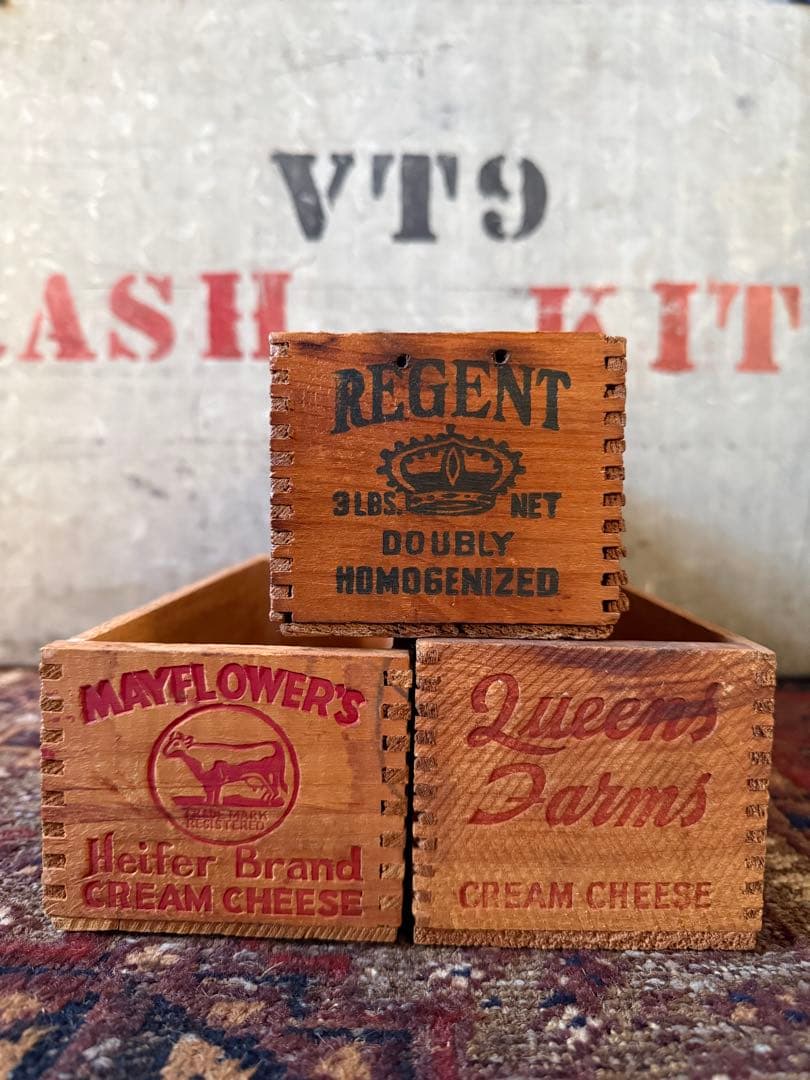 VT9
ASH KIT
REGENT
3 LBS. NET
DOUBLY
HOMOGENIZED
MAYFLOWER'S
TRADE MARK
REGISTERED
Heifer Brand
CREAM CHEESE
Queens
Farms
CREAM CHEESE